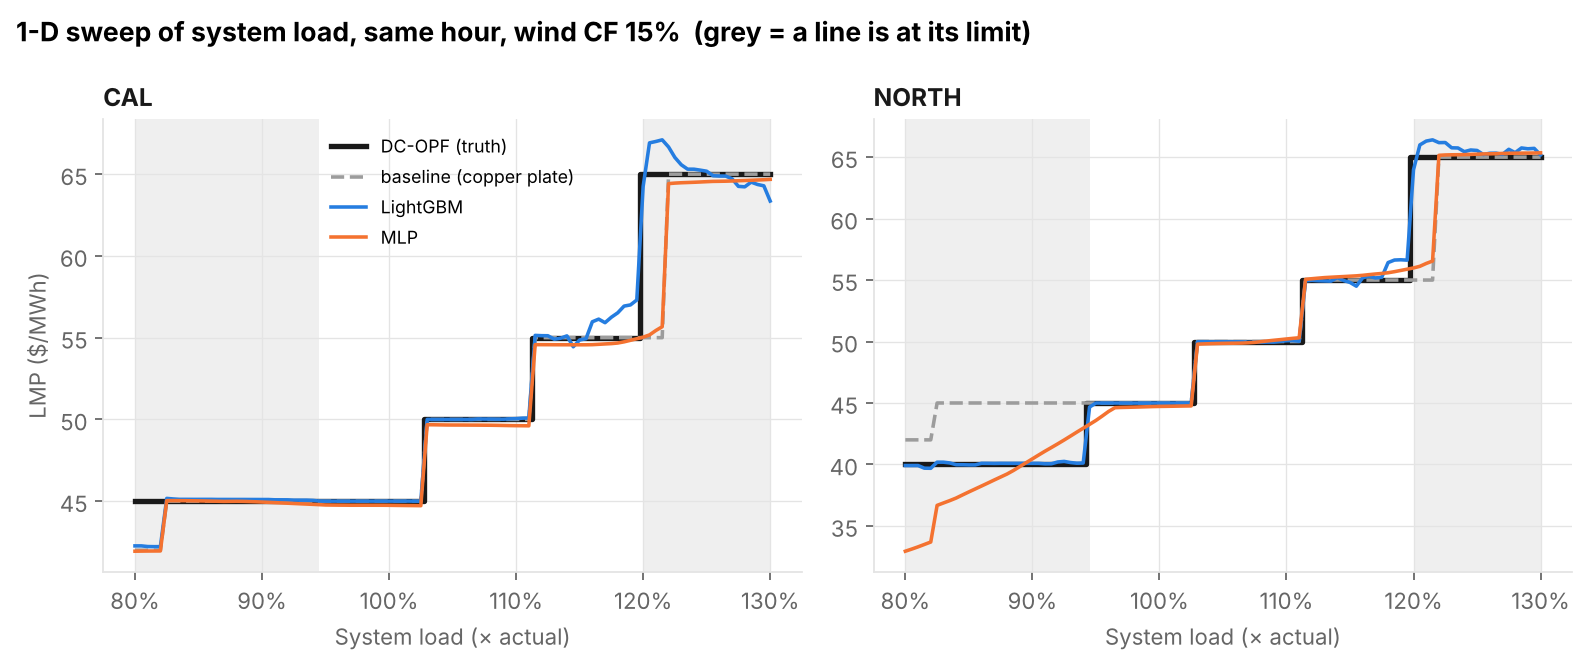 1-D sweep of system load, same hour, wind CF 15%  (grey = a line is at its limit)
CAL
DC-OPF (truth)
baseline (copper plate)
LightGBM
MLP
LMP ($/MWh)
65
60
55
50
45
80%
90%
100%
110%
120%
130%
System load (× actual)
NORTH
65
60
55
50
45
40
35
80%
90%
100%
110%
120%
130%
System load (× actual)